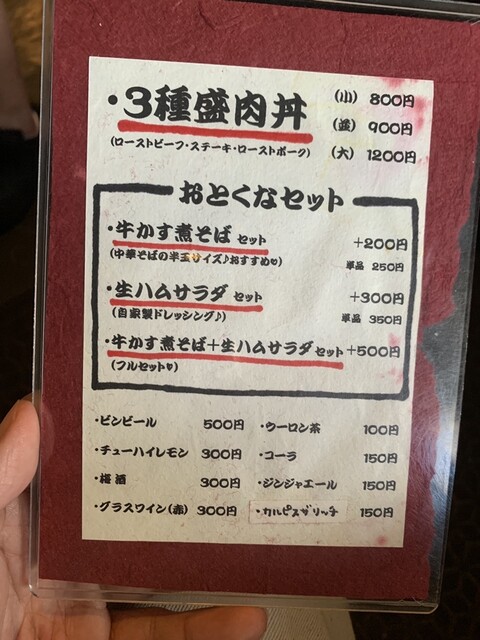 ・3種盛肉丼 (小) 800円
(並) 900円
(ローストビーフ・ステーキ・ローストポーク) (大) 1200円
おとくなセット
・牛かす煮そば セット +200円
(中華そばの半玉サイズ♪おすすめ♡) 単品 250円
・生ハムサラダ セット +300円
(自家製ドレッシング♪) 単品 350円
・牛かす煮そば+生ハムサラダセット +500円
(フルセット♡)
・ビンビール 500円 ・ウーロン茶 100円
・チューハイレモン 300円 ・コーラ 150円
・梅酒 300円 ・ジンジャエール 150円
・グラスワイン(赤) 300円 ・カルピスザリッチ 150円